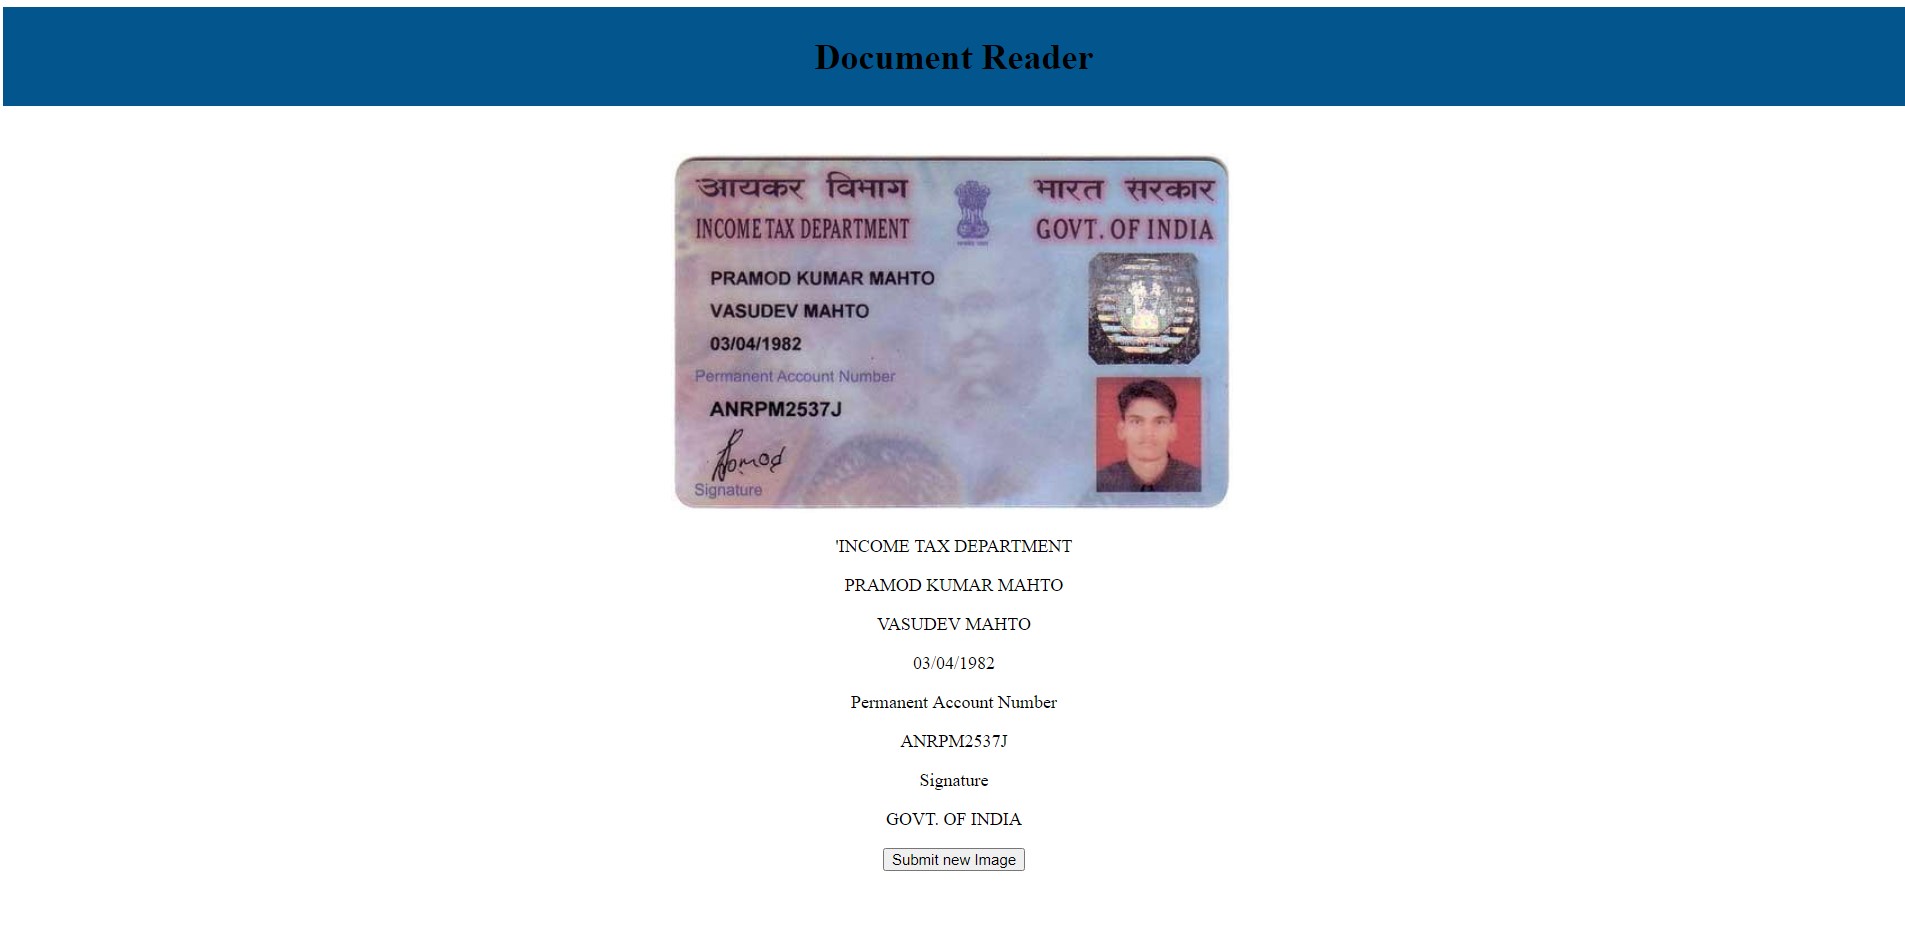 Document Reader
आयकर विभाग
भारत सरकार
INCOME TAX DEPARTMENT
GOVT. OF INDIA
PRAMOD KUMAR MAHTO
VASUDEV MAHTO
03/04/1982
Permanent Account Number
ANRPM2537J
Pramod
Signature
'INCOME TAX DEPARTMENT
PRAMOD KUMAR MAHTO
VASUDEV MAHTO
03/04/1982
Permanent Account Number
ANRPM2537J
Signature
GOVT. OF INDIA
Submit new Image